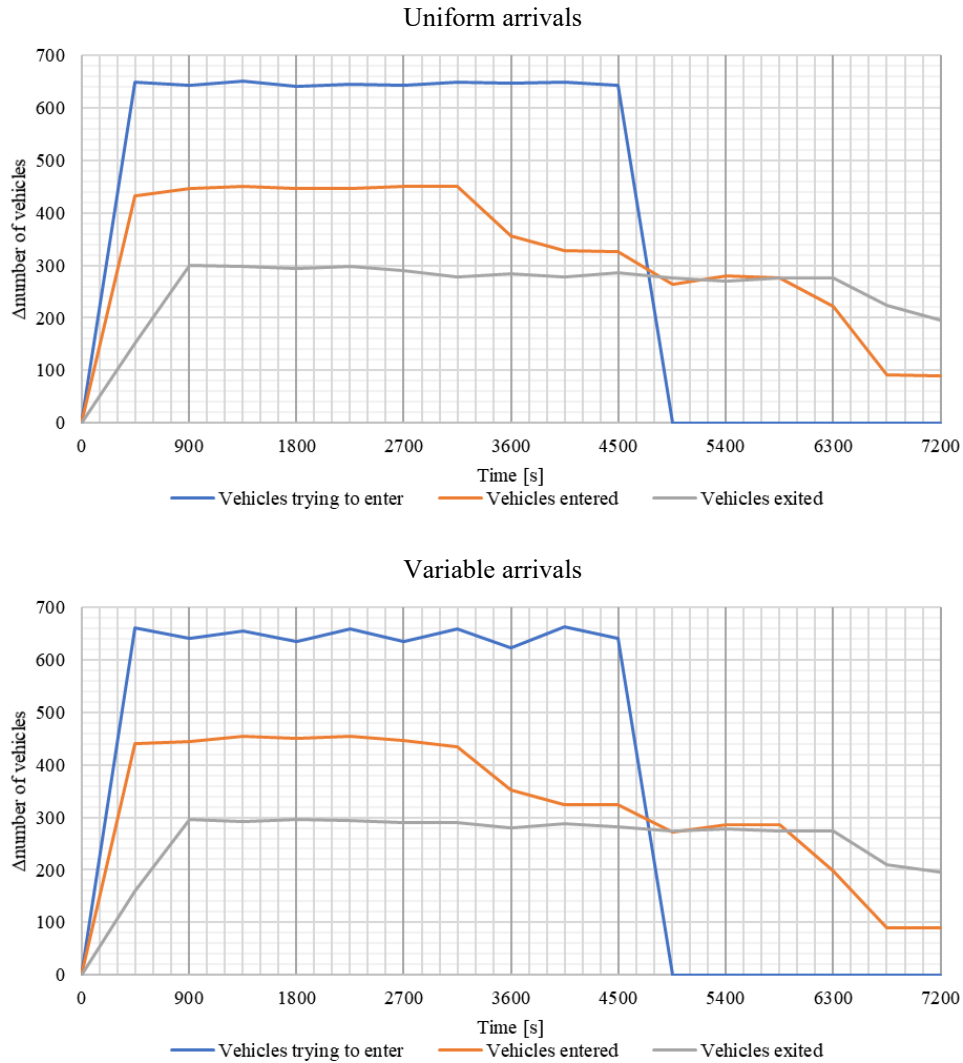 Uniform arrivals
700
600
500
400
300
200
100
0
Δnumber of vehicles
0 900 1800 2700 3600 4500 5400 6300 7200
Time [s]
Vehicles trying to enter Vehicles entered Vehicles exited
Variable arrivals
700
600
500
400
300
200
100
0
Δnumber of vehicles
0 900 1800 2700 3600 4500 5400 6300 7200
Time [s]
Vehicles trying to enter Vehicles entered Vehicles exited